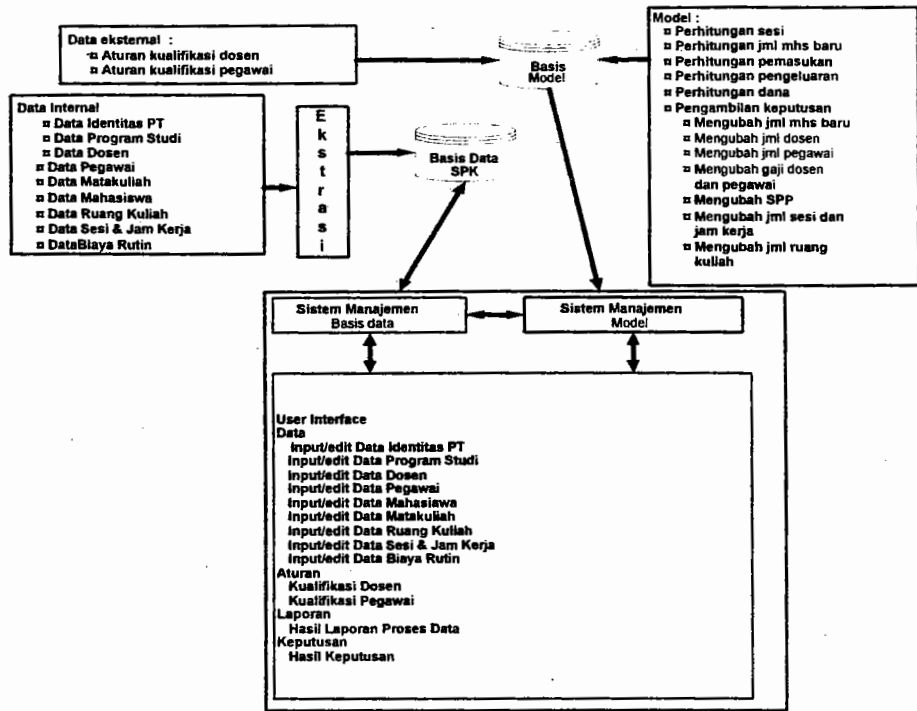 Data eksternal :
¤ Aturan kualifikasi dosen
¤ Aturan kualifikasi pegawai
Basis
Model
Model :
¤ Perhitungan sesi
¤ Perhitungan jml mhs baru
¤ Perhitungan pemasukan
¤ Perhitungan pengeluaran
¤ Perhitungan dana
¤ Pengambilan keputusan
¤ Mengubah jml mhs baru
¤ Mengubah jml dosen
¤ Mengubah jml pegawai
¤ Mengubah gaji dosen
dan pegawai
¤ Mengubah SPP
¤ Mengubah jml sesi dan
jam kerja
¤ Mengubah jml ruang
kuliah
Data Internal
¤ Data Identitas PT
¤ Data Program Studi
¤ Data Dosen
¤ Data Pegawai
¤ Data Matakuliah
¤ Data Mahasiawa
¤ Data Ruang Kuliah
¤ Data Sesi & Jam Kerja
¤ DataBiaya Rutin
E
k
s
t
r
a
s
i
Basis Data
SPK
Sistem Manajemen
Basis data
Sistem Manajemen
Model
User Interface
Data
Input/edit Data Identitas PT
Input/edit Data Program Studi
Input/edit Data Dosen
Input/edit Data Pegawai
Input/edit Data Mahasiawa
Input/edit Data Matakuliah
Input/edit Data Ruang Kuliah
Input/edit Data Sesi & Jam Kerja
Input/edit Data Biaya Rutin
Aturan
Kualifikasi Dosen
Kualifikasi Pegawai
Laporan
Hasil Laporan Proses Data
Keputusan
Hasil Keputusan